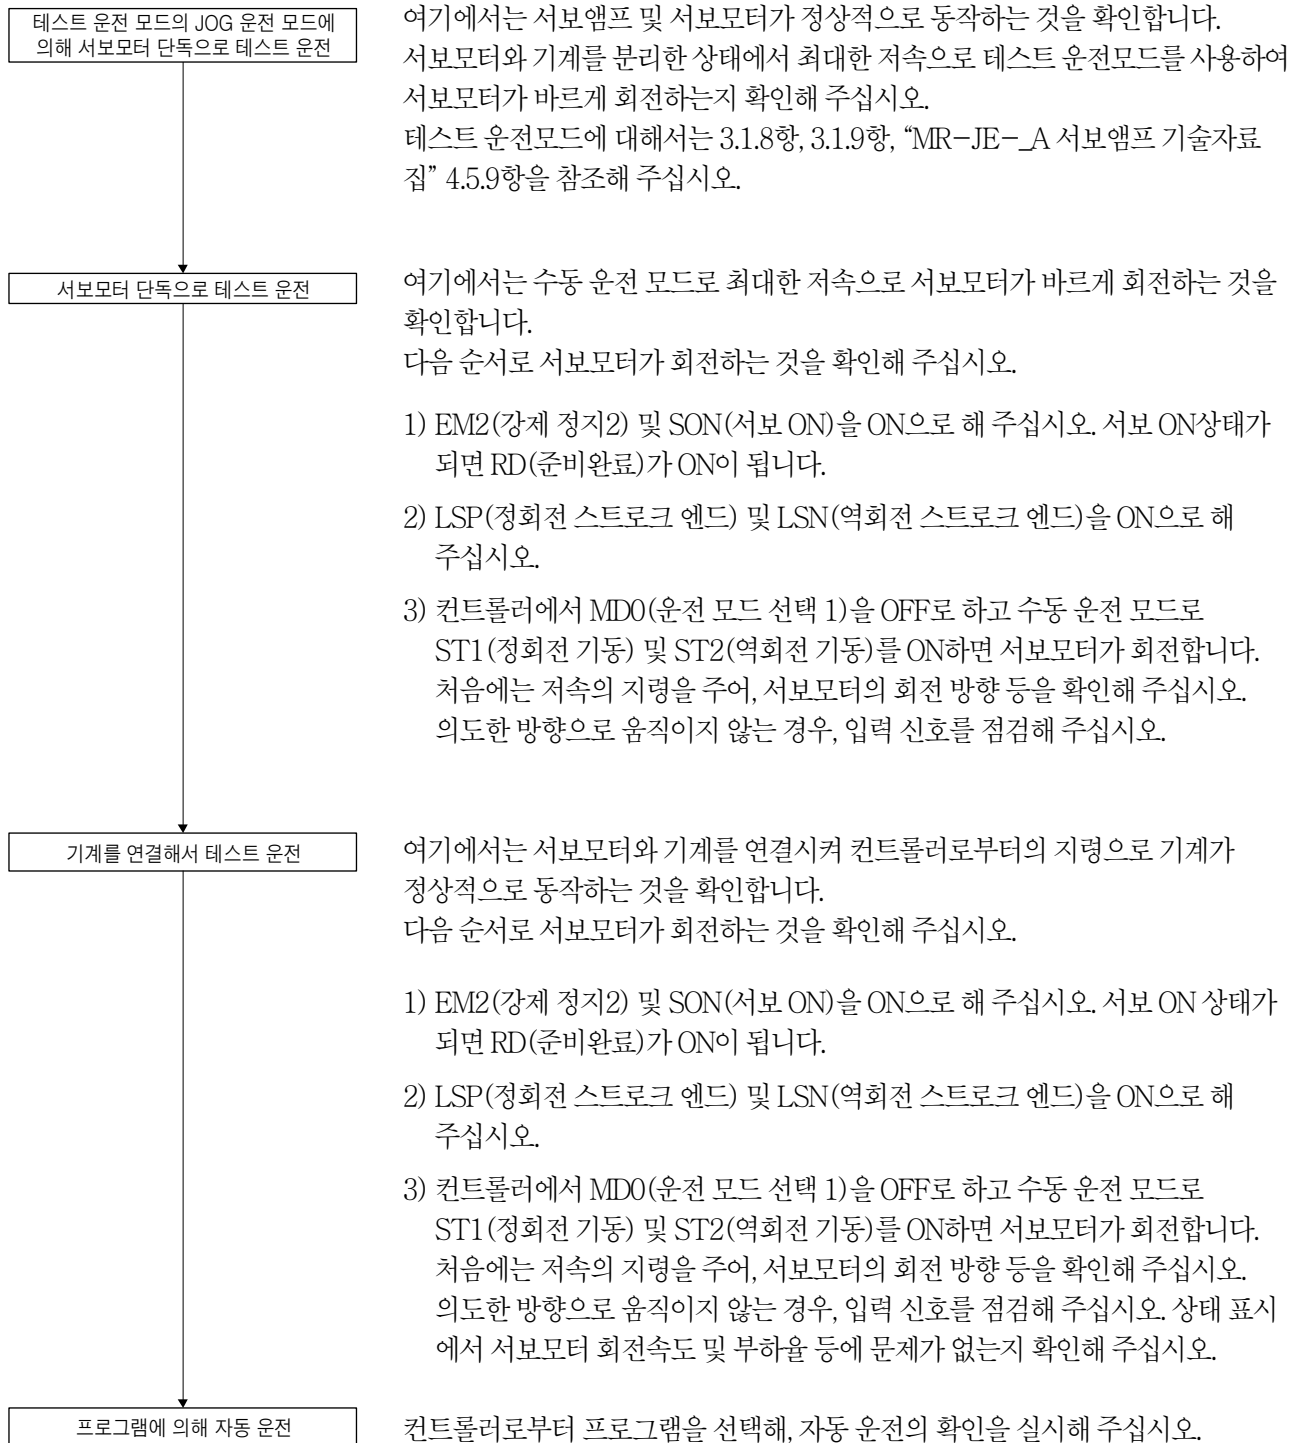 테스트 운전 모드의 JOG 운전 모드에
의해 서보모터 단독으로 테스트 운전
여기에서는 서보앰프 및 서보모터가 정상적으로 동작하는 것을 확인합니다.
서보모터와 기계를 분리한 상태에서 최대한 저속으로 테스트 운전모드를 사용하여
서보모터가 바르게 회전하는지 확인해 주십시오.
테스트 운전모드에 대해서는 3.1.8항, 3.1.9항, “MR-JE-_A 서보앰프 기술자료
집” 4.5.9항을 참조해 주십시오.
서보모터 단독으로 테스트 운전
여기에서는 수동 운전 모드로 최대한 저속으로 서보모터가 바르게 회전하는 것을
확인합니다.
다음 순서로 서보모터가 회전하는 것을 확인해 주십시오.
1) EM2(강제 정지2) 및 SON(서보 ON)을 ON으로 해 주십시오. 서보 ON상태가
되면 RD(준비완료)가 ON이 됩니다.
2) LSP(정회전 스트로크 엔드) 및 LSN(역회전 스트로크 엔드)을 ON으로 해
주십시오.
3) 컨트롤러에서 MD0(운전 모드 선택 1)을 OFF로 하고 수동 운전 모드로
ST1(정회전 기동) 및 ST2(역회전 기동)를 ON하면 서보모터가 회전합니다.
처음에는 저속의 지령을 주어, 서보모터의 회전 방향 등을 확인해 주십시오.
의도한 방향으로 움직이지 않는 경우, 입력 신호를 점검해 주십시오.
기계를 연결해서 테스트 운전
여기에서는 서보모터와 기계를 연결시켜 컨트롤러로부터의 지령으로 기계가
정상적으로 동작하는 것을 확인합니다.
다음 순서로 서보모터가 회전하는 것을 확인해 주십시오.
1) EM2(강제 정지2) 및 SON(서보 ON)을 ON으로 해 주십시오. 서보 ON 상태가
되면 RD(준비완료)가 ON이 됩니다.
2) LSP(정회전 스트로크 엔드) 및 LSN(역회전 스트로크 엔드)을 ON으로 해
주십시오.
3) 컨트롤러에서 MD0(운전 모드 선택 1)을 OFF로 하고 수동 운전 모드로
ST1(정회전 기동) 및 ST2(역회전 기동)를 ON하면 서보모터가 회전합니다.
처음에는 저속의 지령을 주어, 서보모터의 회전 방향 등을 확인해 주십시오.
의도한 방향으로 움직이지 않는 경우, 입력 신호를 점검해 주십시오. 상태 표시
에서 서보모터 회전속도 및 부하율 등에 문제가 없는지 확인해 주십시오.
프로그램에 의해 자동 운전
컨트롤러로부터 프로그램을 선택해, 자동 운전의 확인을 실시해 주십시오.